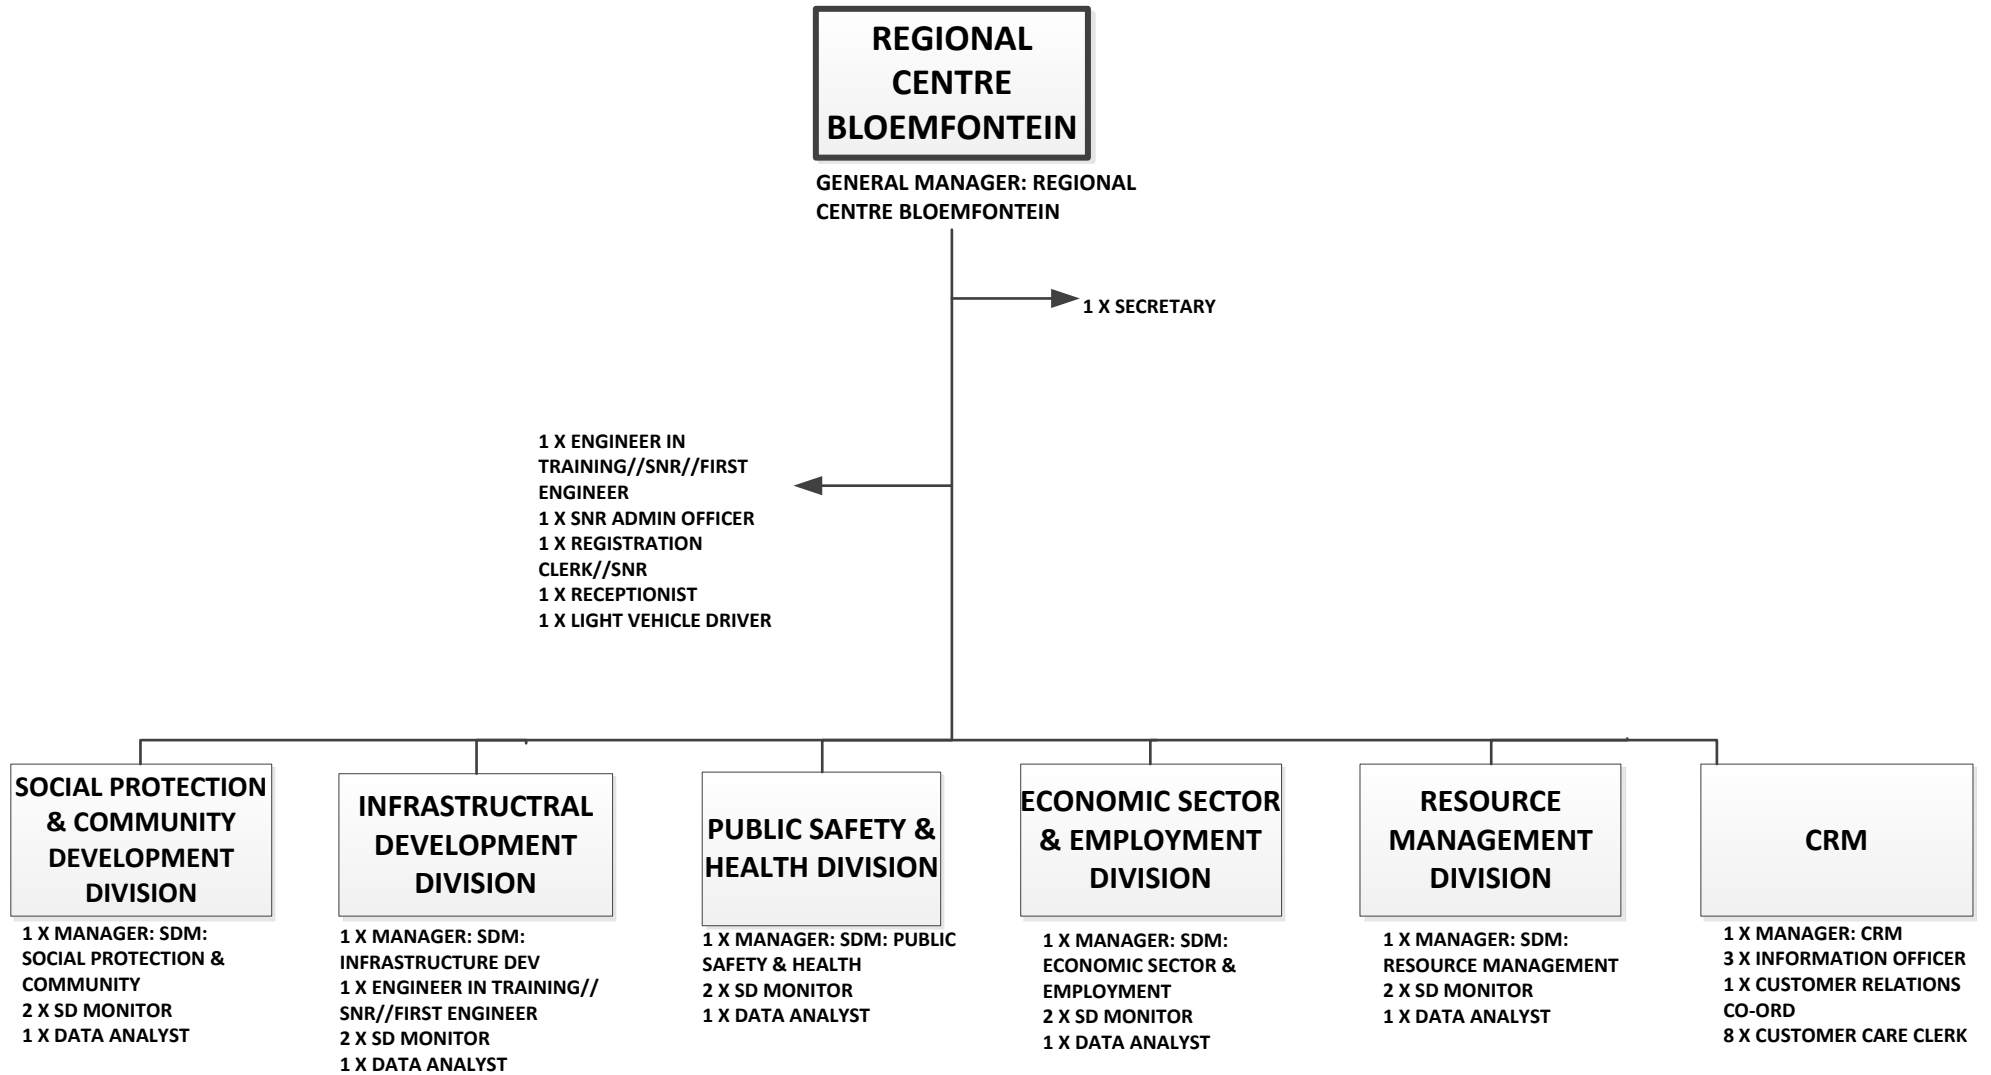 REGIONAL
CENTRE
BLOEMFONTEIN
GENERAL MANAGER: REGIONAL
CENTRE BLOEMFONTEIN
1 X SECRETARY
1 X ENGINEER IN
TRAINING//SNR//FIRST
ENGINEER
1 X SNR ADMIN OFFICER
1 X REGISTRATION
CLERK//SNR
1 X RECEPTIONIST
1 X LIGHT VEHICLE DRIVER
SOCIAL PROTECTION
& COMMUNITY
DEVELOPMENT
DIVISION
1 X MANAGER: SDM:
SOCIAL PROTECTION &
COMMUNITY
2 X SD MONITOR
1 X DATA ANALYST
INFRASTRUCTRAL
DEVELOPMENT
DIVISION
1 X MANAGER: SDM:
INFRASTRUCTURE DEV
1 X ENGINEER IN TRAINING//
SNR//FIRST ENGINEER
2 X SD MONITOR
1 X DATA ANALYST
PUBLIC SAFETY &
HEALTH DIVISION
1 X MANAGER: SDM: PUBLIC
SAFETY & HEALTH
2 X SD MONITOR
1 X DATA ANALYST
ECONOMIC SECTOR
& EMPLOYMENT
DIVISION
1 X MANAGER: SDM:
ECONOMIC SECTOR &
EMPLOYMENT
2 X SD MONITOR
1 X DATA ANALYST
RESOURCE
MANAGEMENT
DIVISION
1 X MANAGER: SDM:
RESOURCE MANAGEMENT
2 X SD MONITOR
1 X DATA ANALYST
CRM
1 X MANAGER: CRM
3 X INFORMATION OFFICER
1 X CUSTOMER RELATIONS
CO-ORD
8 X CUSTOMER CARE CLERK